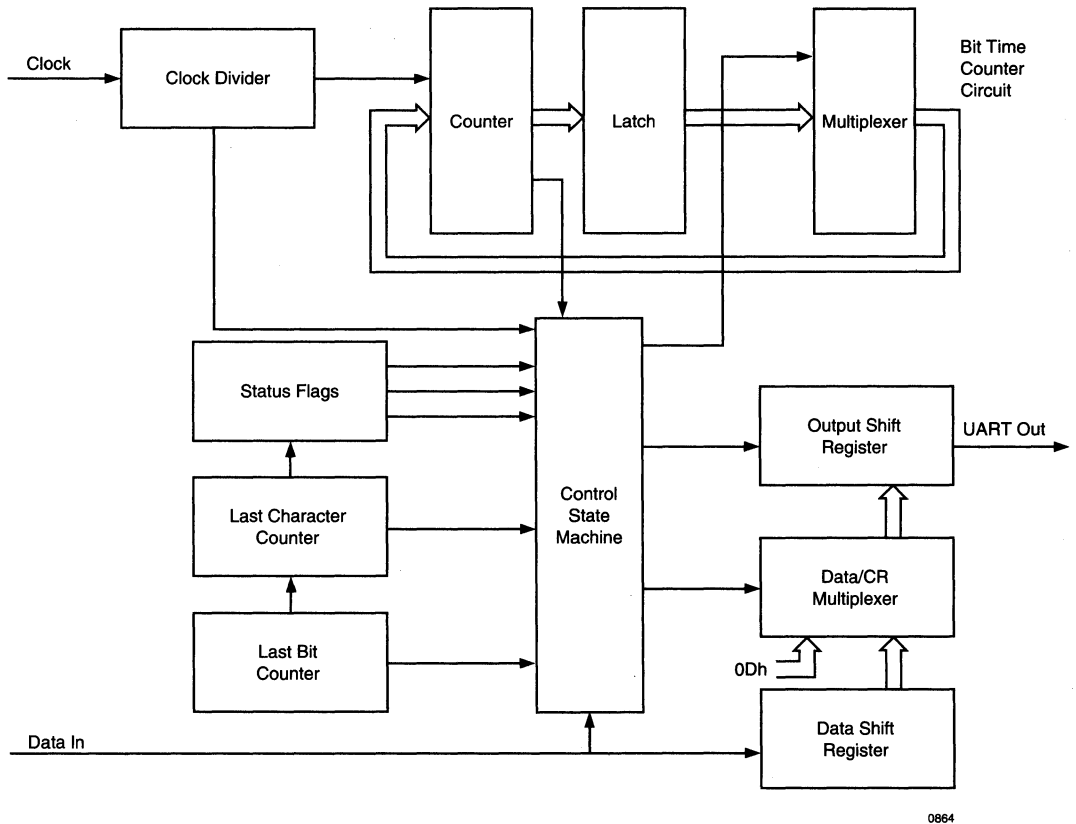 Clock
Clock Divider
Counter
Latch
Multiplexer
Bit Time
Counter
Circuit
Status Flags
Last Character
Counter
Last Bit
Counter
Control
State
Machine
Output Shift
Register
UART Out
Data/CR
Multiplexer
0Dh
Data Shift
Register
Data In
0864